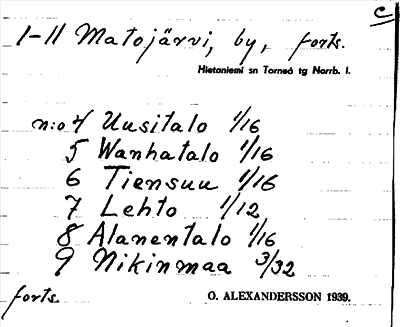 C
1-11 Matojärvi, by, forts.
Hietaniemi sn Torneå tg Norrb. l.
n:o 4 Uusitalo 1/16
5 Wanhatalo 1/16
6 Tiensuu 1/16
7 Lehto 1/12
8 Alanentalo 1/16
9 Nikinmaa 3/32
forts.
O. ALEXANDERSSON 1939.